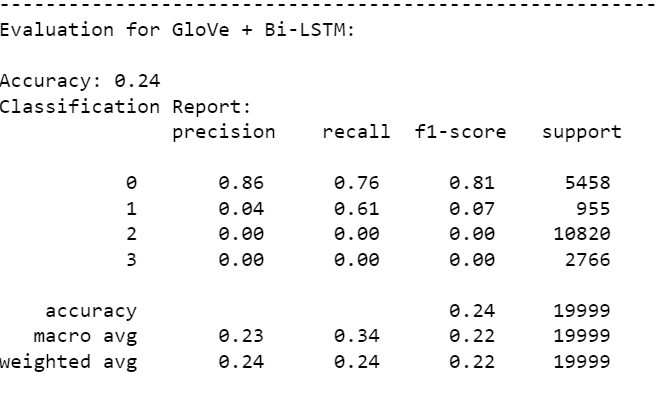 --------------------------------------------------------
Evaluation for GloVe + Bi-LSTM:
Accuracy: 0.24
Classification Report:
precision recall f1-score support
0 0.86 0.76 0.81 5458
1 0.04 0.61 0.07 955
2 0.00 0.00 0.00 10820
3 0.00 0.00 0.00 2766
accuracy 0.24 19999
macro avg 0.23 0.34 0.22 19999
weighted avg 0.24 0.24 0.22 19999